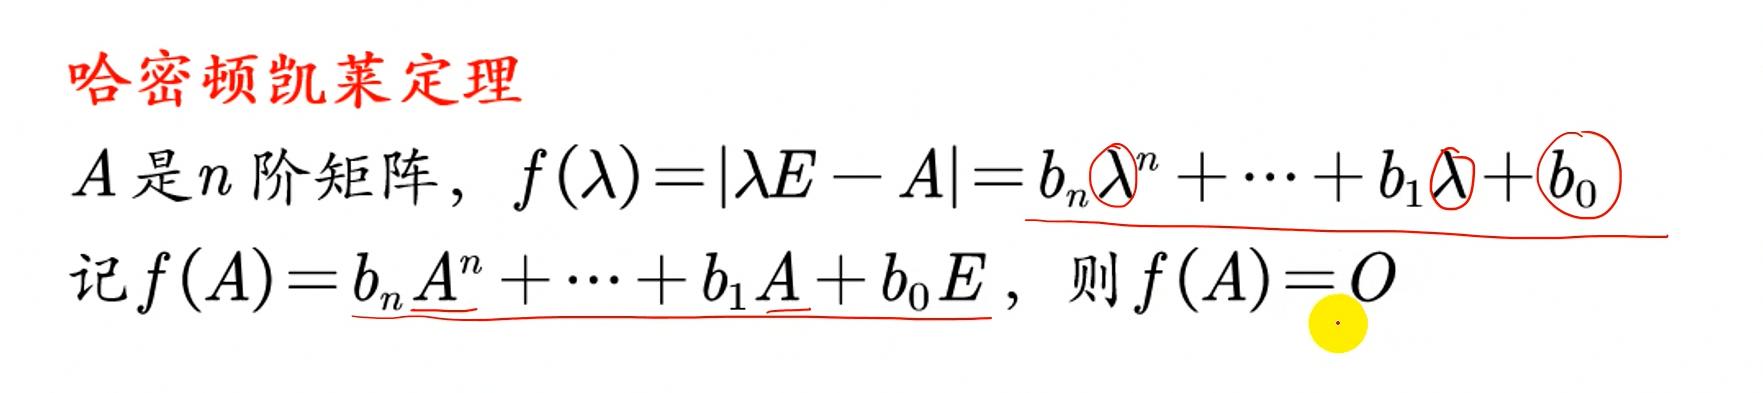 哈密顿凯莱定理
A 是 n 阶矩阵，f(λ)=|λE − A|=bₙλⁿ + ⋯ + b₁λ + b₀
记 f(A)=bₙAⁿ + ⋯ + b₁A + b₀E，则 f(A)=O